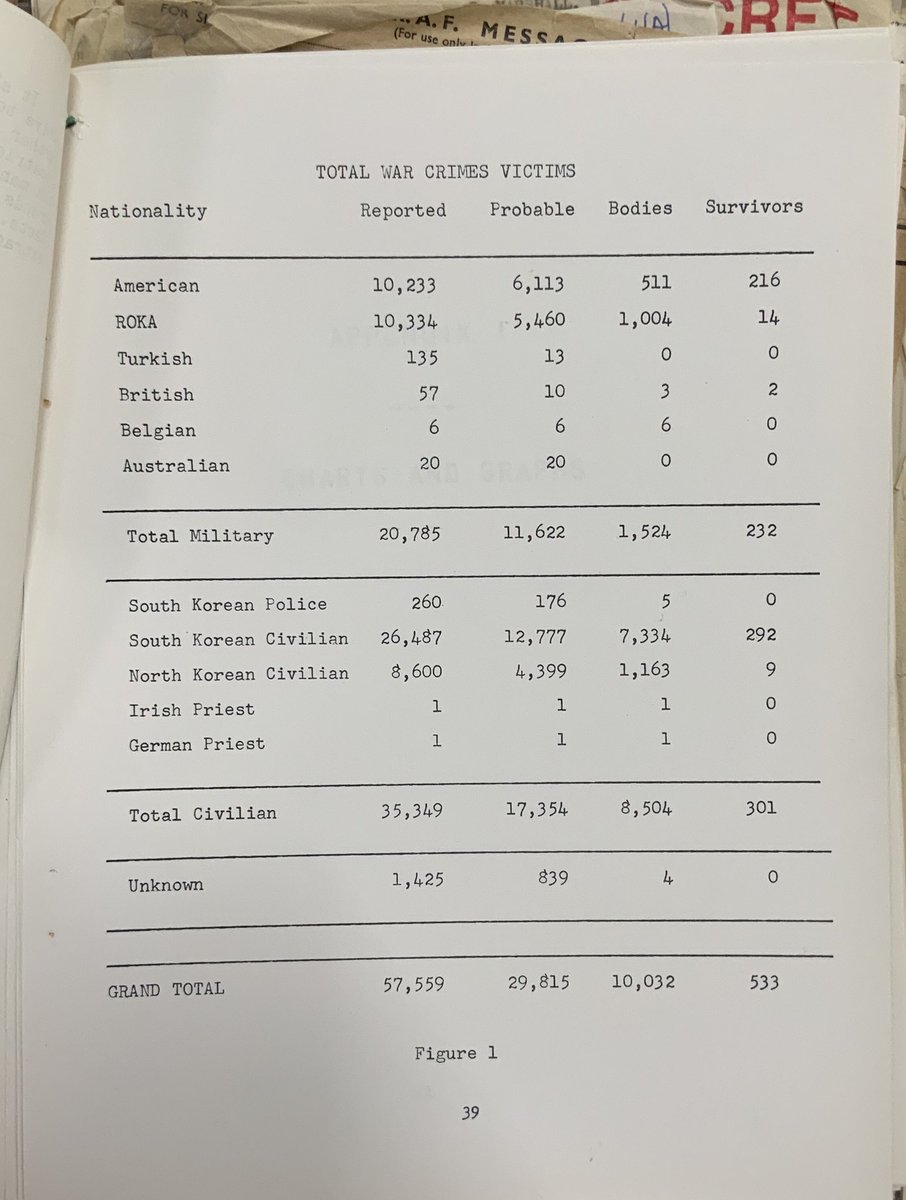 FOR
R.A.F. MESSA
(For use only
TOTAL WAR CRIMES VICTIMS
Nationality Reported Probable Bodies Survivors
American 10,233 6,113 511 216
ROKA 10,334 5,460 1,004 14
Turkish 135 13 0 0
British 57 10 3 2
Belgian 6 6 6 0
Australian 20 20 0 0
Total Military 20,785 11,622 1,524 232
South Korean Police 260 176 5 0
South Korean Civilian 26,487 12,777 7,334 292
North Korean Civilian 8,600 4,399 1,163 9
Irish Priest 1 1 1 0
German Priest 1 1 1 0
Total Civilian 35,349 17,354 8,504 301
Unknown 1,425 839 4 0
GRAND TOTAL 57,559 29,815 10,032 533
Figure 1
39